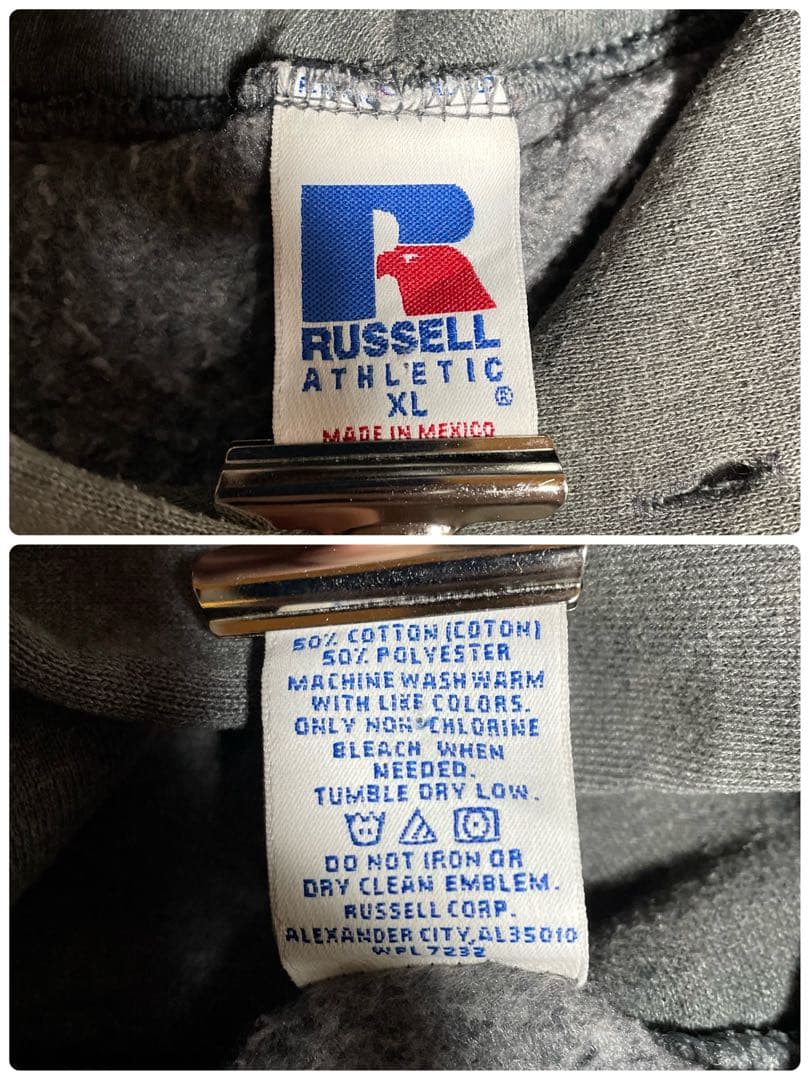 RUSSELL
ATHLETIC
XL ®
MADE IN MEXICO
50% COTTON (COTON)
50% POLYESTER
MACHINE WASH WARM
WITH LIKE COLORS.
ONLY NON-CHLORINE
BLEACH WHEN
NEEDED.
TUMBLE DRY LOW.
DO NOT IRON OR
DRY CLEAN EMBLEM.
RUSSELL CORP.
ALEXANDER CITY, AL35010
WPL7232